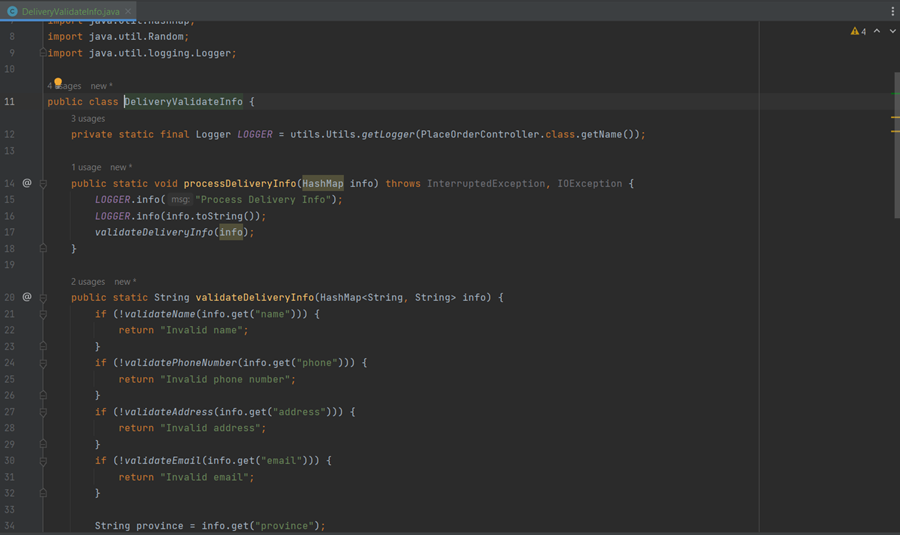 DeliveryValidateInfo.java
import java.util.HashMap;
4
8 import java.util.Random;
9 import java.util.logging.Logger;
10
4 usages new *
11 public class DeliveryValidateInfo {
3 usages
12 private static final Logger LOGGER = utils.Utils.getLogger(PlaceOrderController.class.getName());
13
1 usage new *
14 @ public static void processDeliveryInfo(HashMap info) throws InterruptedException, IOException {
15 LOGGER.info( msg: "Process Delivery Info");
16 LOGGER.info(info.toString());
17 validateDeliveryInfo(info);
18 }
19
2 usages new *
20 @ public static String validateDeliveryInfo(HashMap<String, String> info) {
21 if (!validateName(info.get("name"))) {
22 return "Invalid name";
23 }
24 if (!validatePhoneNumber(info.get("phone"))) {
25 return "Invalid phone number";
26 }
27 if (!validateAddress(info.get("address"))) {
28 return "Invalid address";
29 }
30 if (!validateEmail(info.get("email"))) {
31 return "Invalid email";
32 }
33
34 String province = info.get("province");